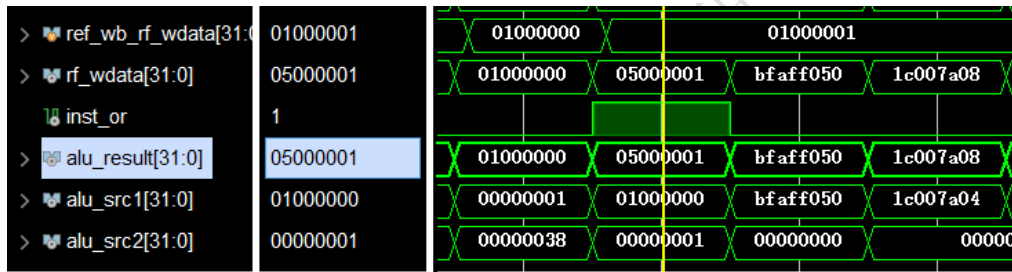 ref_wb_rf_wdata[31:0 01000001 01000000 01000001
rf_wdata[31:0] 05000001 01000000 05000001 bfaff050 1c007a08
inst_or 1
alu_result[31:0] 05000001 01000000 05000001 bfaff050 1c007a08
alu_src1[31:0] 01000000 00000001 01000000 bfaff050 1c007a04
alu_src2[31:0] 00000001 00000038 00000001 00000000 00000